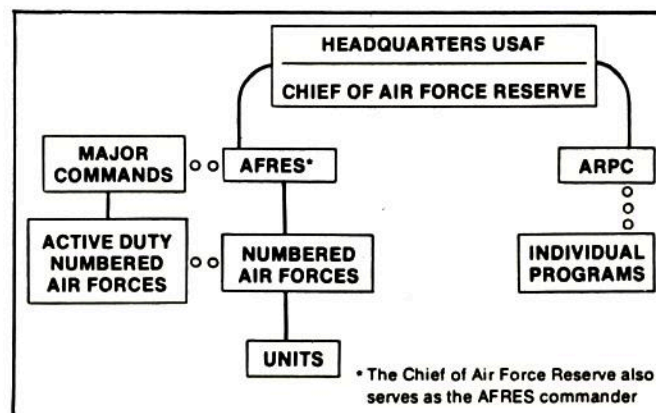 HEADQUARTERS USAF
CHIEF OF AIR FORCE RESERVE
MAJOR
COMMANDS
AFRES*
ARPC
ACTIVE DUTY
NUMBERED
AIR FORCES
NUMBERED
AIR FORCES
INDIVIDUAL
PROGRAMS
UNITS
* The Chief of Air Force Reserve also
serves as the AFRES commander